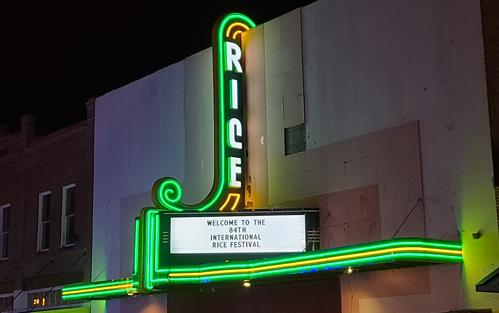 RICE
WELCOME TO THE
84TH
INTERNATIONAL
RICE FESTIVAL